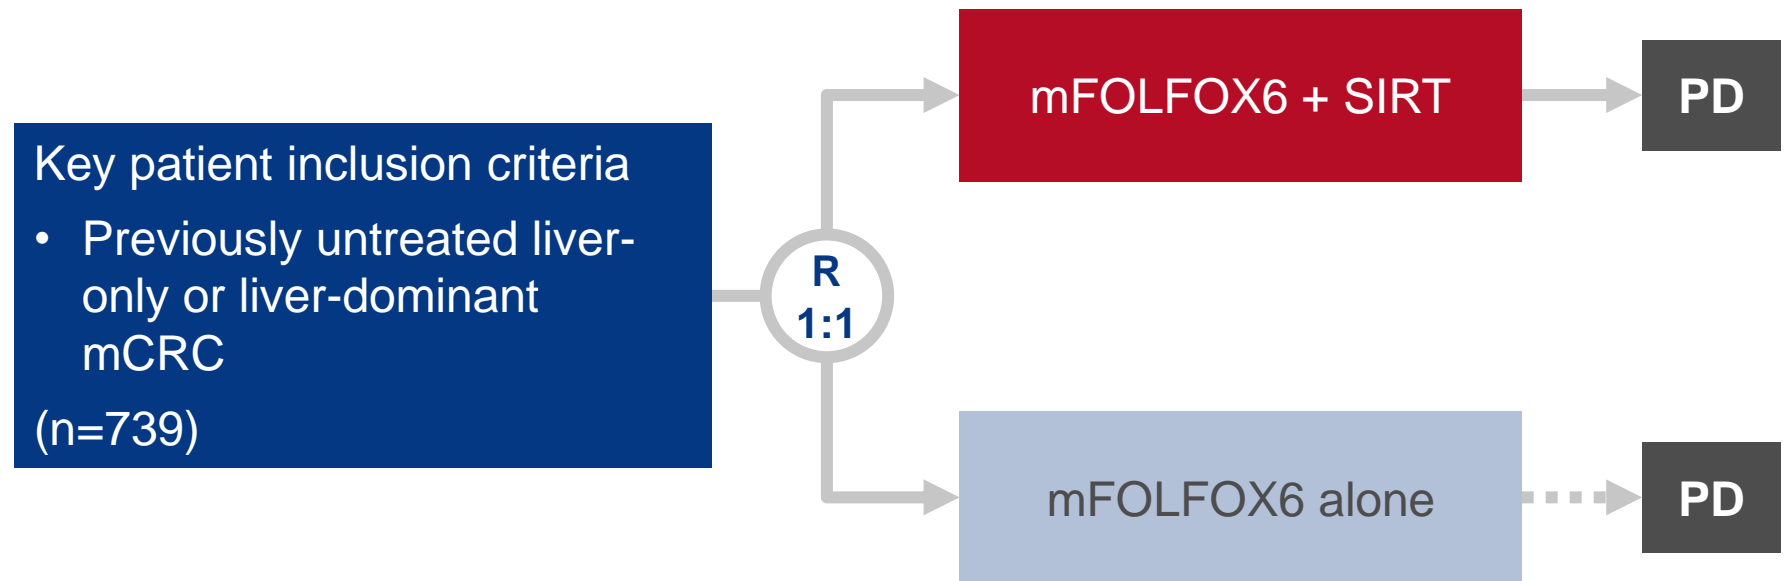 Key patient inclusion criteria
• Previously untreated liver-
only or liver-dominant
mCRC
(n=739)
R
1:1
mFOLFOX6 + SIRT
PD
mFOLFOX6 alone
PD